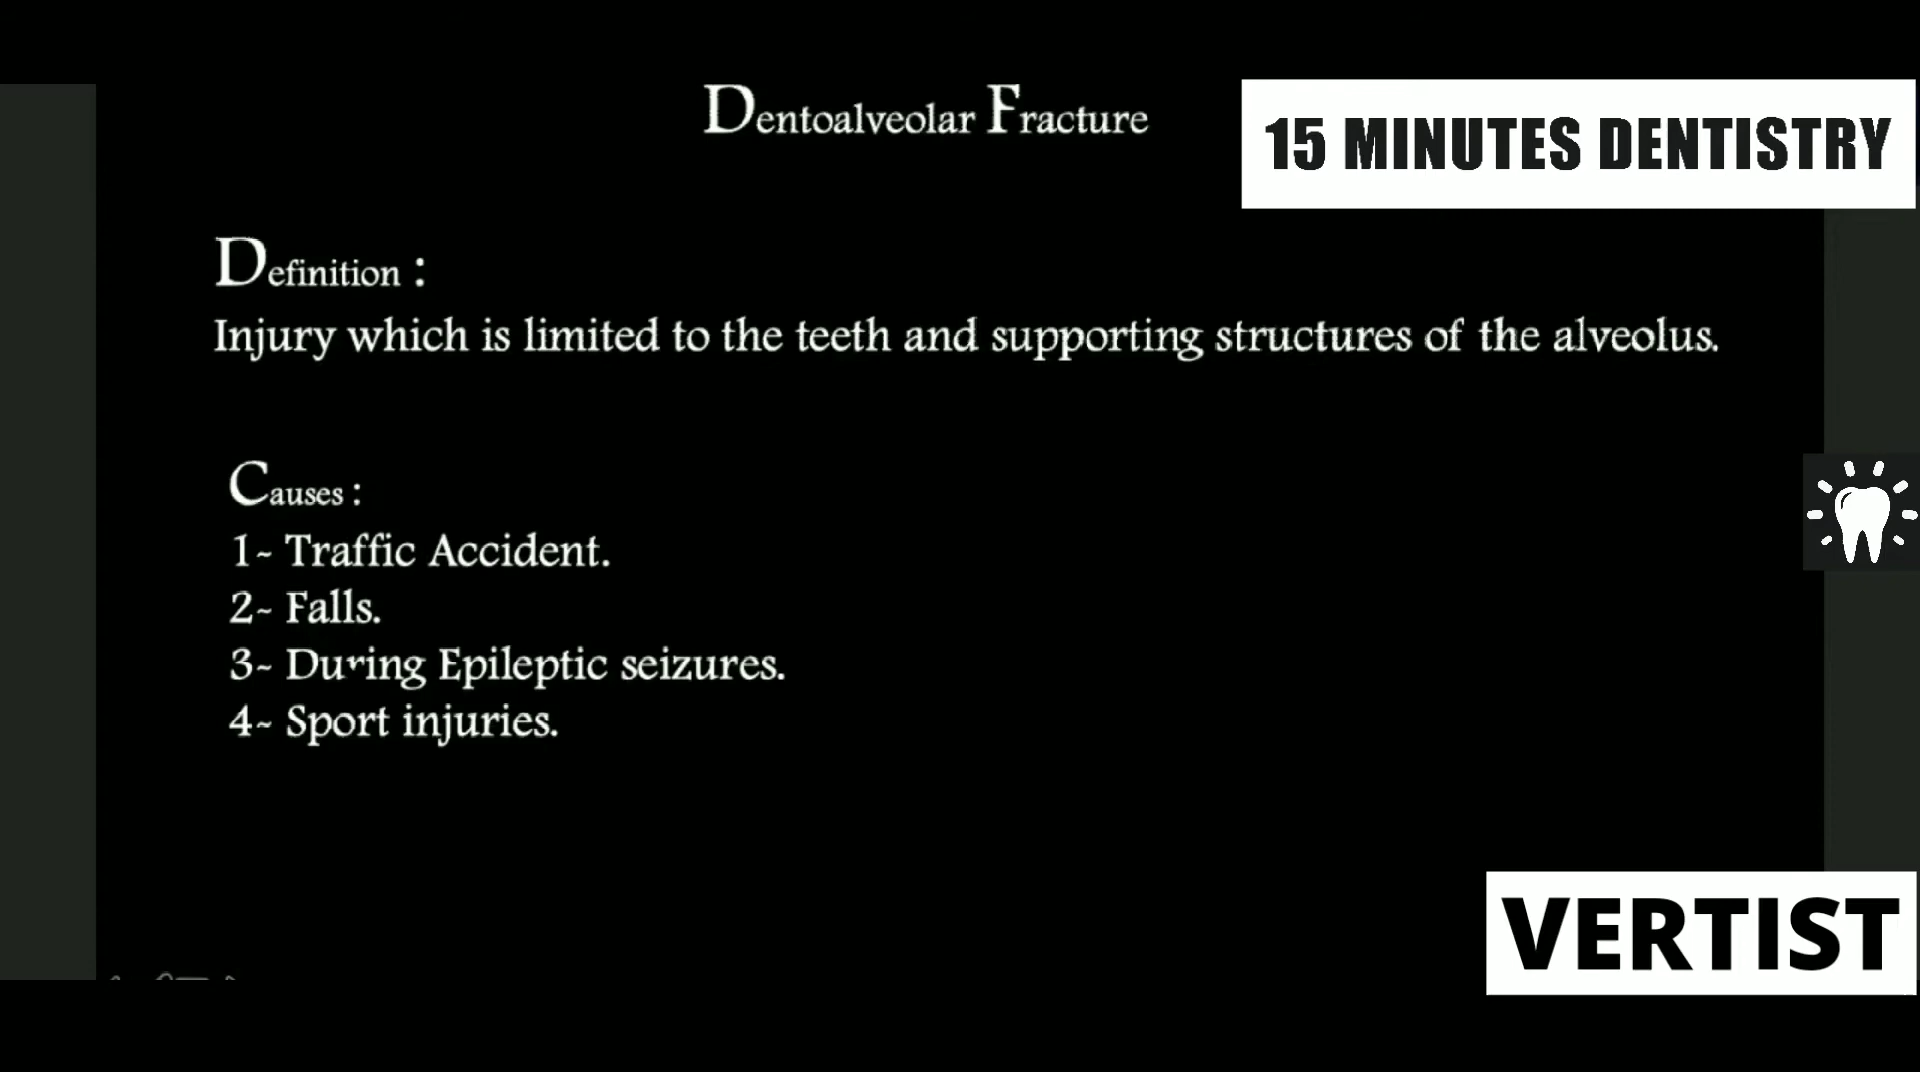 Dentoalveolar Fracture
15 MINUTES DENTISTRY
Definition :
Injury which is limited to the teeth and supporting structures of the alveolus.
Causes :
1- Traffic Accident.
2- Falls.
3- During Epileptic seizures.
4- Sport injuries.
VERTIST